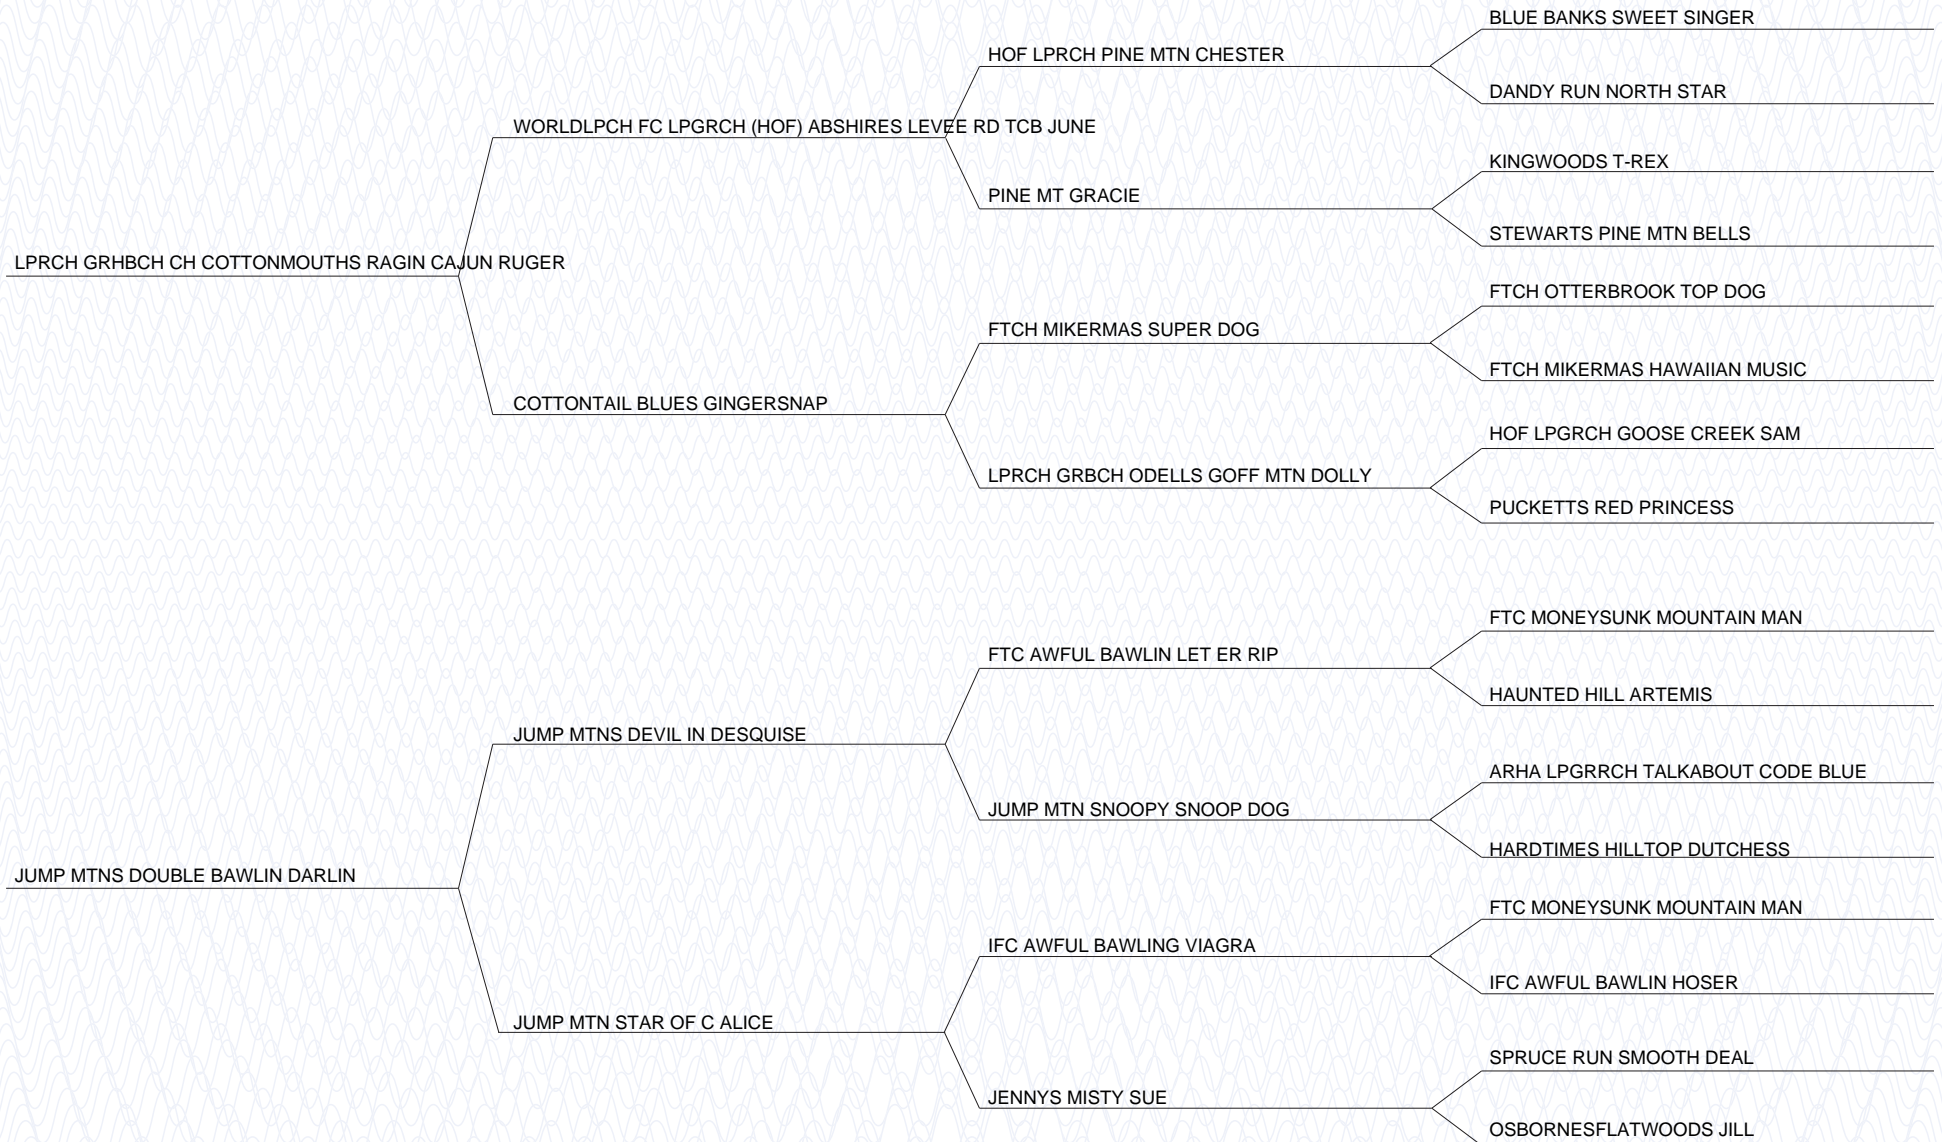 BLUE BANKS SWEET SINGER
HOF LPRCH PINE MTN CHESTER
DANDY RUN NORTH STAR
WORLDLPCH FC LPGRCH (HOF) ABSHIRES LEVEE RD TCB JUNE
KINGWOODS T-REX
PINE MT GRACIE
STEWARTS PINE MTN BELLS
LPRCH GRHBCH CH COTTONMOUTHS RAGIN CAJUN RUGER
FTCH OTTERBROOK TOP DOG
FTCH MIKERMAS SUPER DOG
FTCH MIKERMAS HAWAIIAN MUSIC
COTTONTAIL BLUES GINGERSNAP
HOF LPGRCH GOOSE CREEK SAM
LPRCH GRBCH ODELLS GOFF MTN DOLLY
PUCKETTS RED PRINCESS
FTC MONEYSUNK MOUNTAIN MAN
FTC AWFUL BAWLIN LET ER RIP
HAUNTED HILL ARTEMIS
JUMP MTNS DEVIL IN DESQUISE
ARHA LPGRRCH TALKABOUT CODE BLUE
JUMP MTN SNOOPY SNOOP DOG
HARDTIMES HILLTOP DUTCHESS
JUMP MTNS DOUBLE BAWLIN DARLIN
FTC MONEYSUNK MOUNTAIN MAN
IFC AWFUL BAWLING VIAGRA
IFC AWFUL BAWLIN HOSER
JUMP MTN STAR OF C ALICE
SPRUCE RUN SMOOTH DEAL
JENNYS MISTY SUE
OSBORNESFLATWOODS JILL